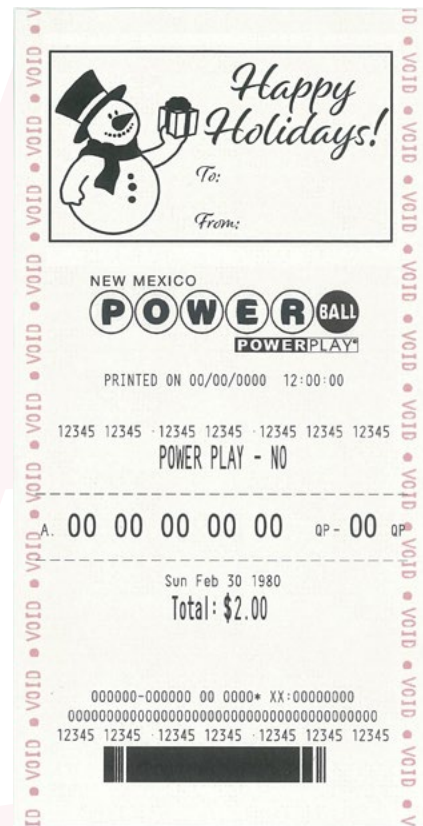 Happy
Holidays!
To:
From:
NEW MEXICO
POWERBALL
POWERPLAY®
PRINTED ON 00/00/0000 12:00:00
12345 12345 ·12345 12345 ·12345 12345 12345
POWER PLAY - NO
A. 00 00 00 00 00 QP- 00 QP
Sun Feb 30 1980
Total: $2.00
000000-000000 00 0000* XX:00000000
12345 12345 ·12345 12345 ·12345 12345 12345
VOID • VOID • VOID • VOID • VOID • VOID • VOID • VOID
VOID • VOID • VOID • VOID • VOID • VOID • VOID • VOID